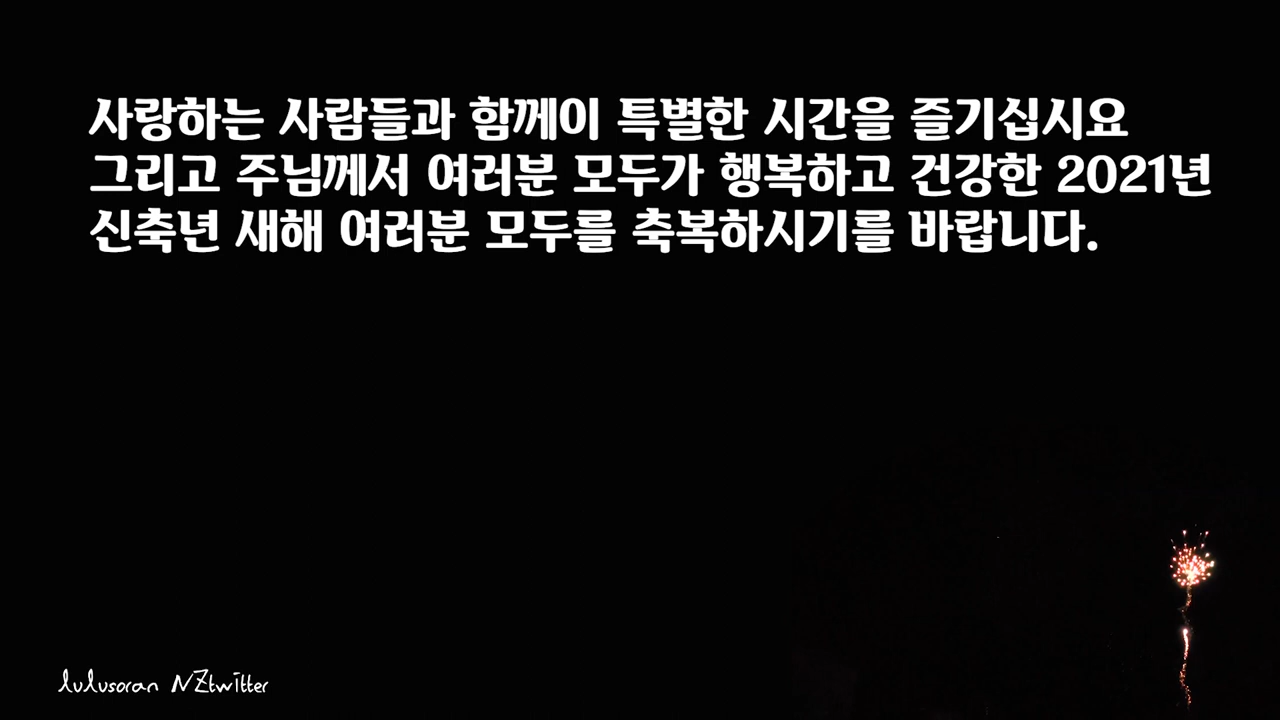 사랑하는 사람들과 함께이 특별한 시간을 즐기십시요
그리고 주님께서 여러분 모두가 행복하고 건강한 2021년
신축년 새해 여러분 모두를 축복하시기를 바랍니다.
lulusoran NZtwitter